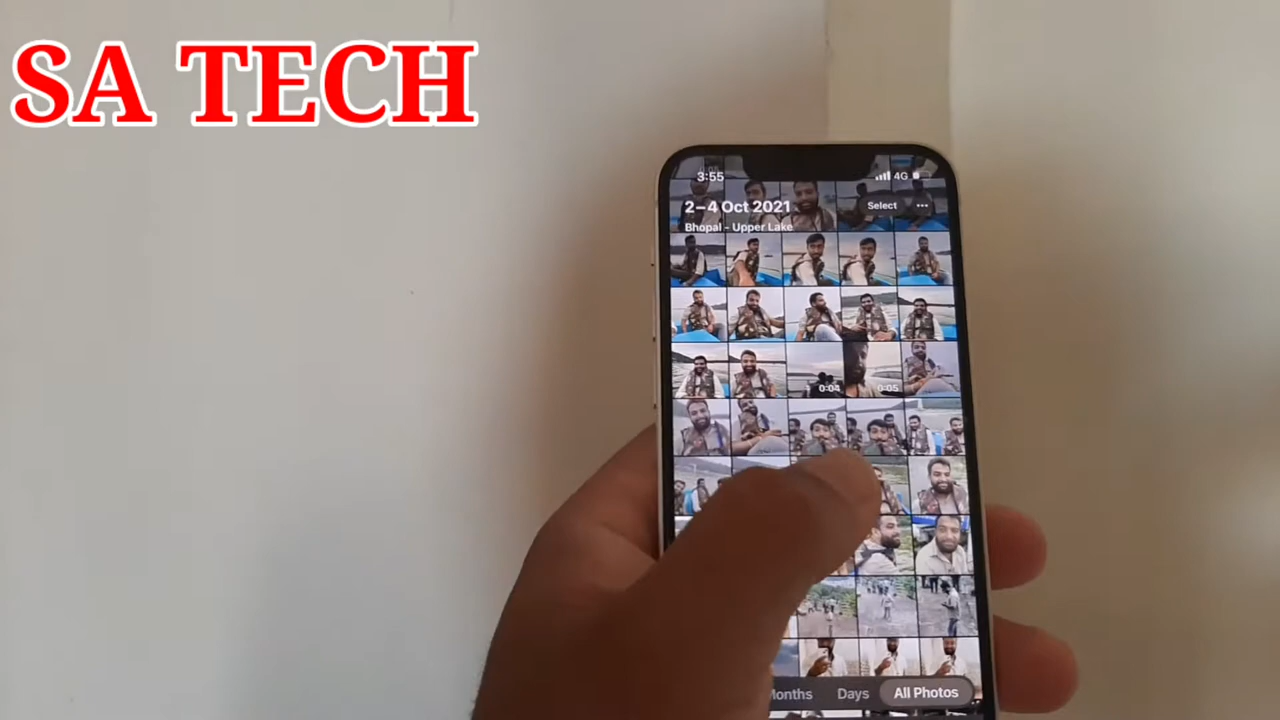 SA TECH
3:55
4G
2–4 Oct 2021
Select
Bhopal - Upper Lake
0:04
0:05
Days
All Photos